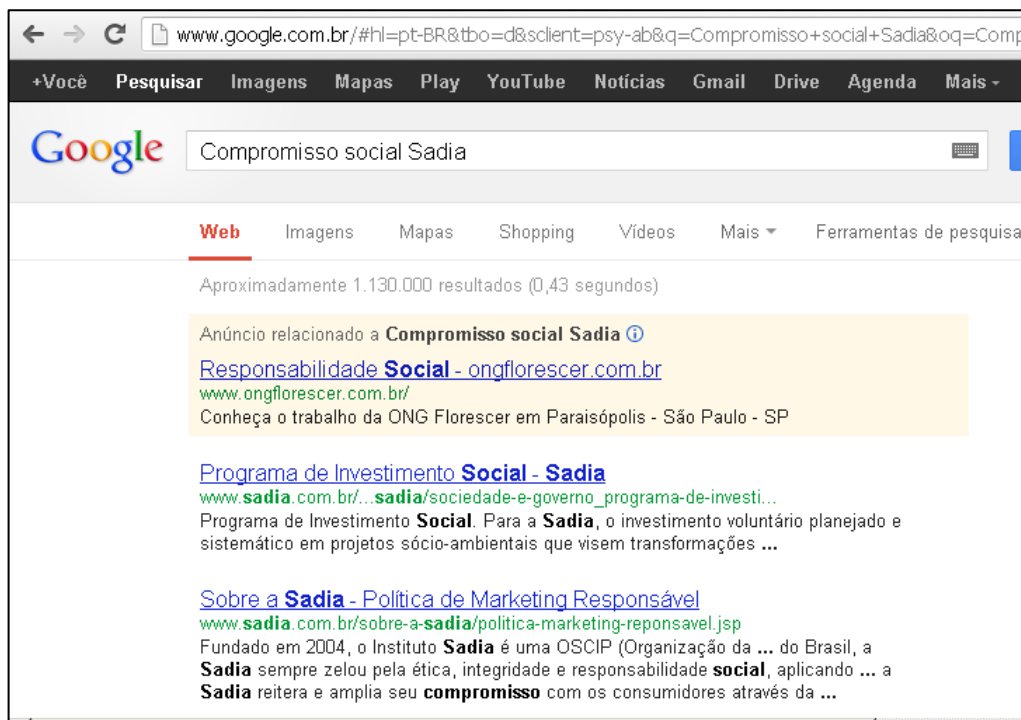 www.google.com.br/#hl=pt-BR&tbo=d&sclient=psy-ab&q=Compromisso+social+Sadia&oq=Comp
+Você Pesquisar Imagens Mapas Play YouTube Notícias Gmail Drive Agenda Mais
Google Compromisso social Sadia
Web Imagens Mapas Shopping Vídeos Mais Ferramentas de pesquisa
Aproximadamente 1.130.000 resultados (0,43 segundos)
Anúncio relacionado a Compromisso social Sadia
Responsabilidade Social - ongflorescer.com.br
www.ongflorescer.com.br/
Conheça o trabalho da ONG Florescer em Paraisópolis - São Paulo - SP
Programa de Investimento Social - Sadia
www.sadia.com.br/...sadia/sociedade-e-governo_programa-de-investi...
Programa de Investimento Social. Para a Sadia, o investimento voluntário planejado e
sistemático em projetos sócio-ambientais que visem transformações ...
Sobre a Sadia - Política de Marketing Responsável
www.sadia.com.br/sobre-a-sadia/politica-marketing-reponsavel.jsp
Fundado em 2004, o Instituto Sadia é uma OSCIP (Organização da ... do Brasil, a
Sadia sempre zelou pela ética, integridade e responsabilidade social, aplicando ... a
Sadia reitera e amplia seu compromisso com os consumidores através da ...